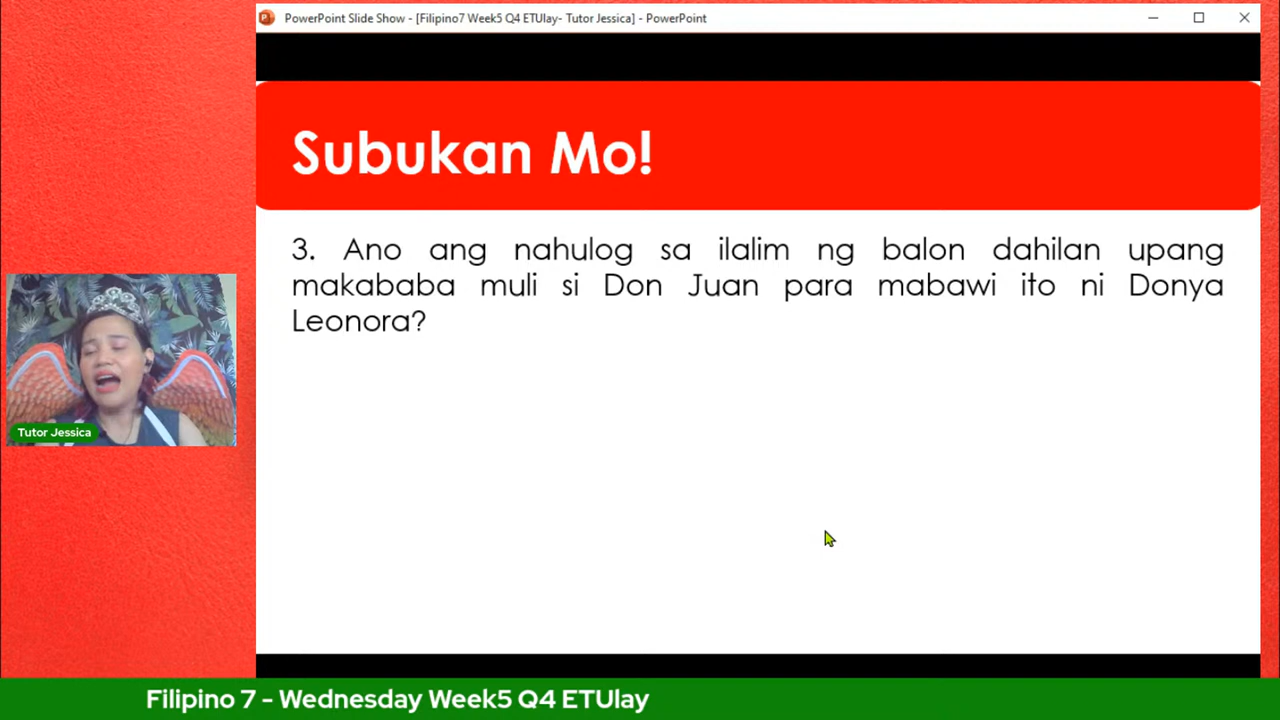 PowerPoint Slide Show - [Filipino7 Week5 Q4 ETUlay- Tutor Jessica] - PowerPoint
Subukan Mo!
3. Ano ang nahulog sa ilalim ng balon dahilan upang
makababa muli si Don Juan para mabawi ito ni Donya
Leonora?
Tutor Jessica
Filipino 7 - Wednesday Week5 Q4 ETUlay